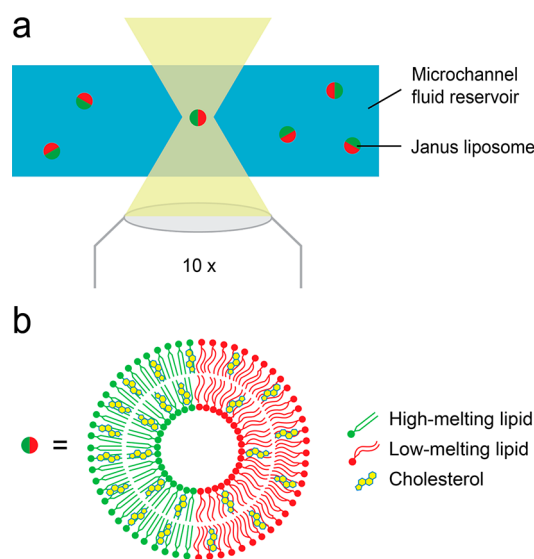 a
Microchannel
fluid reservoir
Janus liposome
10 x
b
=
High-melting lipid
Low-melting lipid
Cholesterol